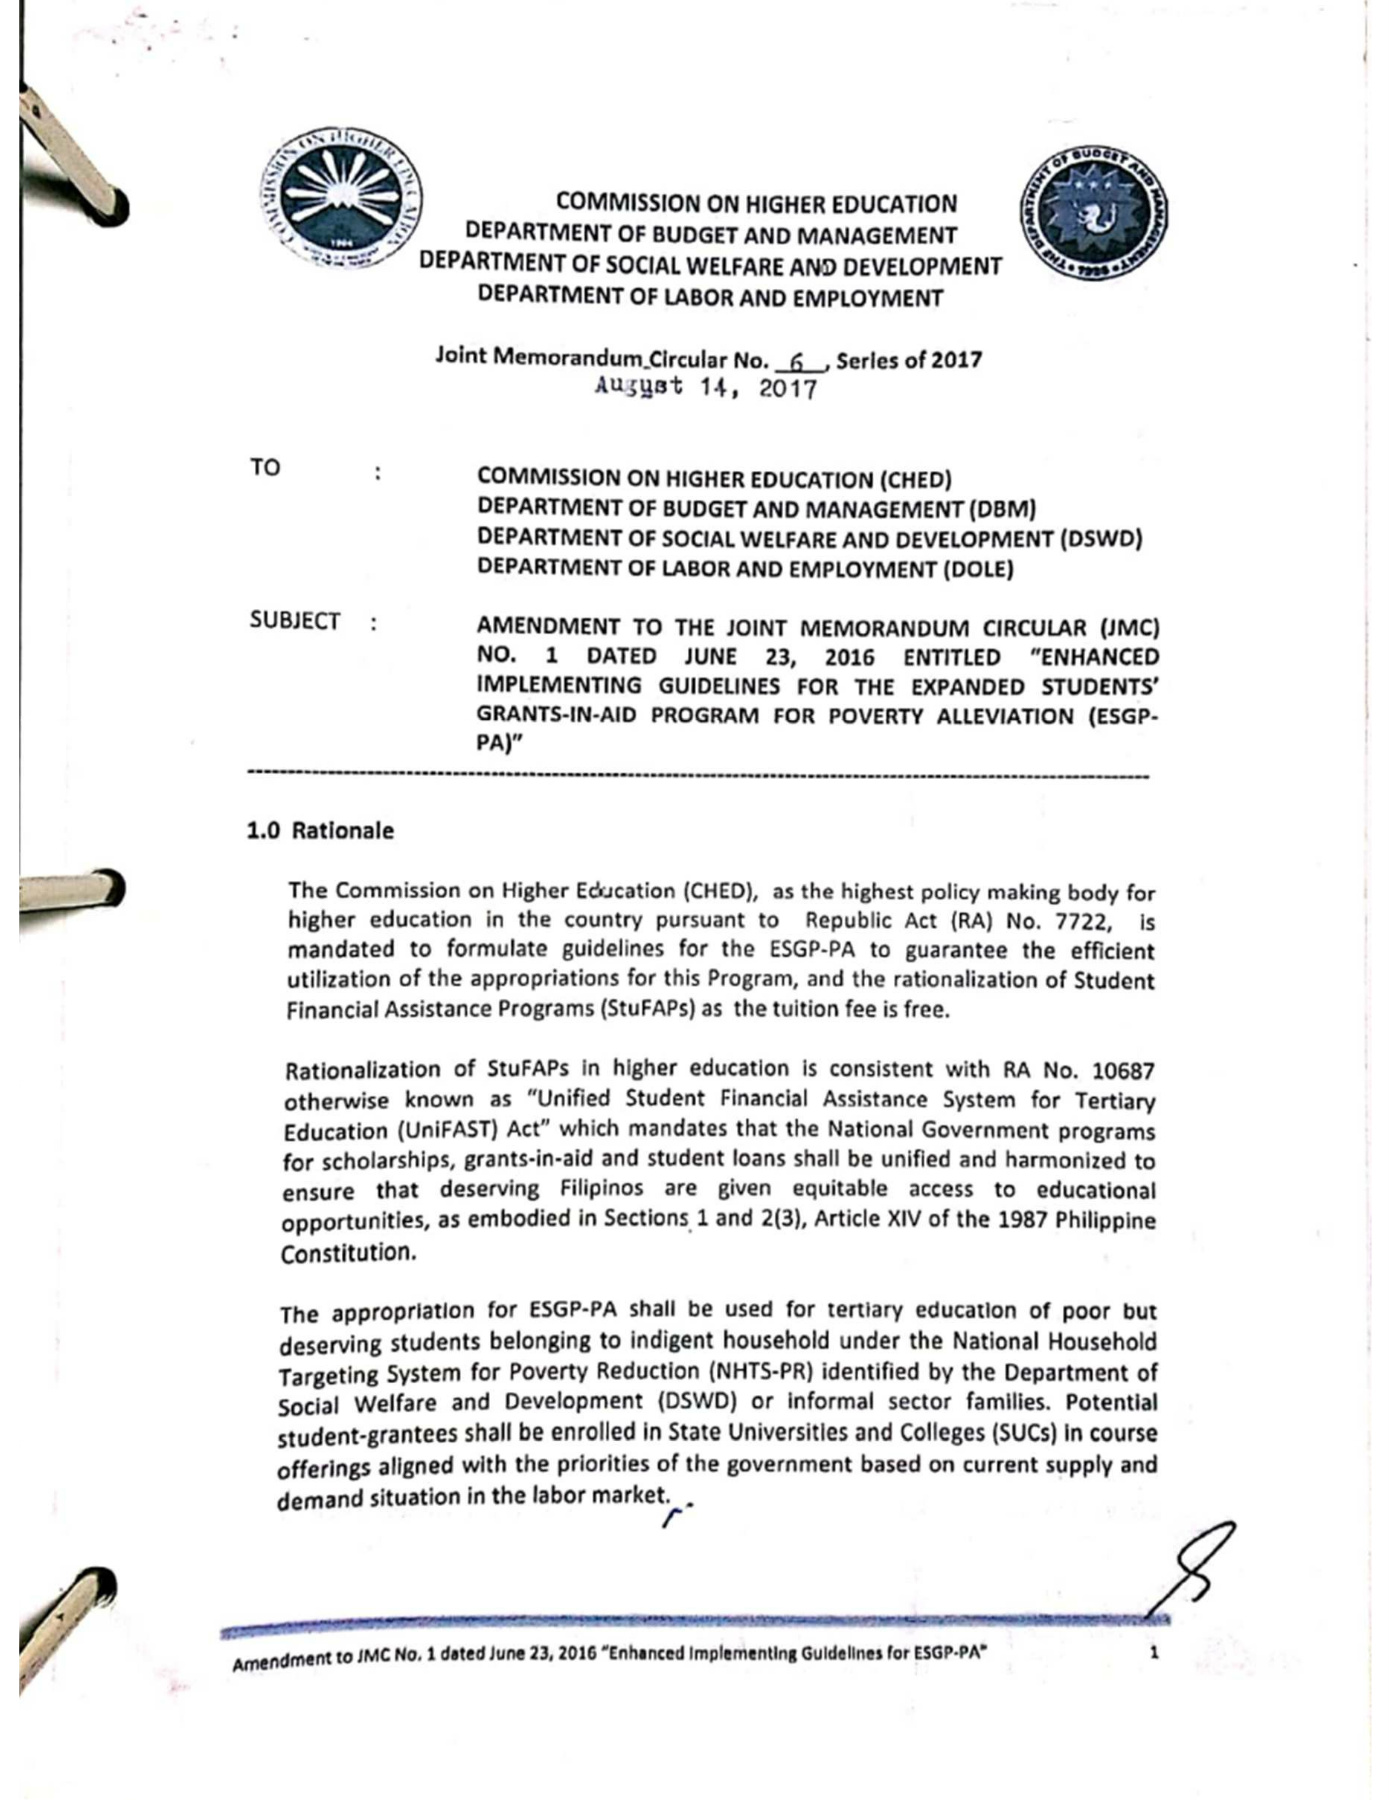 COMMISSION ON HIGHER EDUCATION
1994
THE DEPARTMENT OF BUDGET AND MANAGEMENT
1936
COMMISSION ON HIGHER EDUCATION
DEPARTMENT OF BUDGET AND MANAGEMENT
DEPARTMENT OF SOCIAL WELFARE AND DEVELOPMENT
DEPARTMENT OF LABOR AND EMPLOYMENT
Joint Memorandum Circular No. 6, Series of 2017
August 14, 2017
TO : COMMISSION ON HIGHER EDUCATION (CHED)
DEPARTMENT OF BUDGET AND MANAGEMENT (DBM)
DEPARTMENT OF SOCIAL WELFARE AND DEVELOPMENT (DSWD)
DEPARTMENT OF LABOR AND EMPLOYMENT (DOLE)
SUBJECT : AMENDMENT TO THE JOINT MEMORANDUM CIRCULAR (JMC)
NO. 1 DATED JUNE 23, 2016 ENTITLED "ENHANCED
IMPLEMENTING GUIDELINES FOR THE EXPANDED STUDENTS'
GRANTS-IN-AID PROGRAM FOR POVERTY ALLEVIATION (ESGP-
PA)"
1.0 Rationale
The Commission on Higher Education (CHED), as the highest policy making body for
higher education in the country pursuant to Republic Act (RA) No. 7722, is
mandated to formulate guidelines for the ESGP-PA to guarantee the efficient
utilization of the appropriations for this Program, and the rationalization of Student
Financial Assistance Programs (StuFAPs) as the tuition fee is free.
Rationalization of StuFAPs in higher education is consistent with RA No. 10687
otherwise known as "Unified Student Financial Assistance System for Tertiary
Education (UniFAST) Act" which mandates that the National Government programs
for scholarships, grants-in-aid and student loans shall be unified and harmonized to
ensure that deserving Filipinos are given equitable access to educational
opportunities, as embodied in Sections 1 and 2(3), Article XIV of the 1987 Philippine
Constitution.
The appropriation for ESGP-PA shall be used for tertiary education of poor but
deserving students belonging to indigent household under the National Household
Targeting System for Poverty Reduction (NHTS-PR) identified by the Department of
Social Welfare and Development (DSWD) or informal sector families. Potential
student-grantees shall be enrolled in State Universities and Colleges (SUCs) in course
offerings aligned with the priorities of the government based on current supply and
demand situation in the labor market.
Amendment to JMC No. 1 dated June 23, 2016 "Enhanced Implementing Guidelines for ESGP-PA" 1